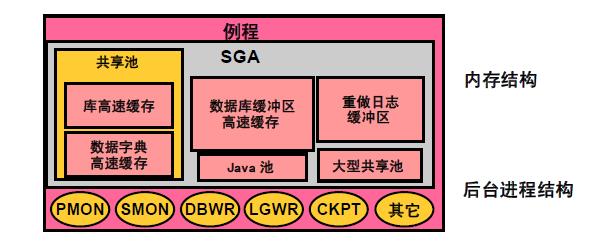 例程
SGA
共享池
库高速缓存
数据字典
高速缓存
数据库缓冲区
高速缓存
重做日志
缓冲区
Java 池
大型共享池
内存结构
后台进程结构
PMON
SMON
DBWR
LGWR
CKPT
其它